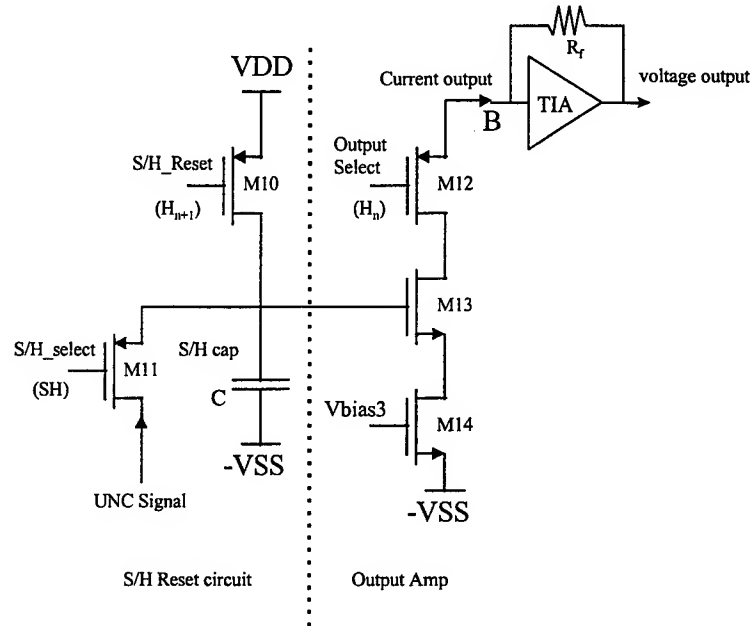 R_f
VDD
Current output
TIA
voltage output
B
S/H_Reset
Output
Select
M10
M12
(H_{n+1})
(H_n)
M13
S/H_select
S/H cap
M11
(SH)
C
Vbias3
M14
-VSS
UNC Signal
-VSS
S/H Reset circuit
Output Amp